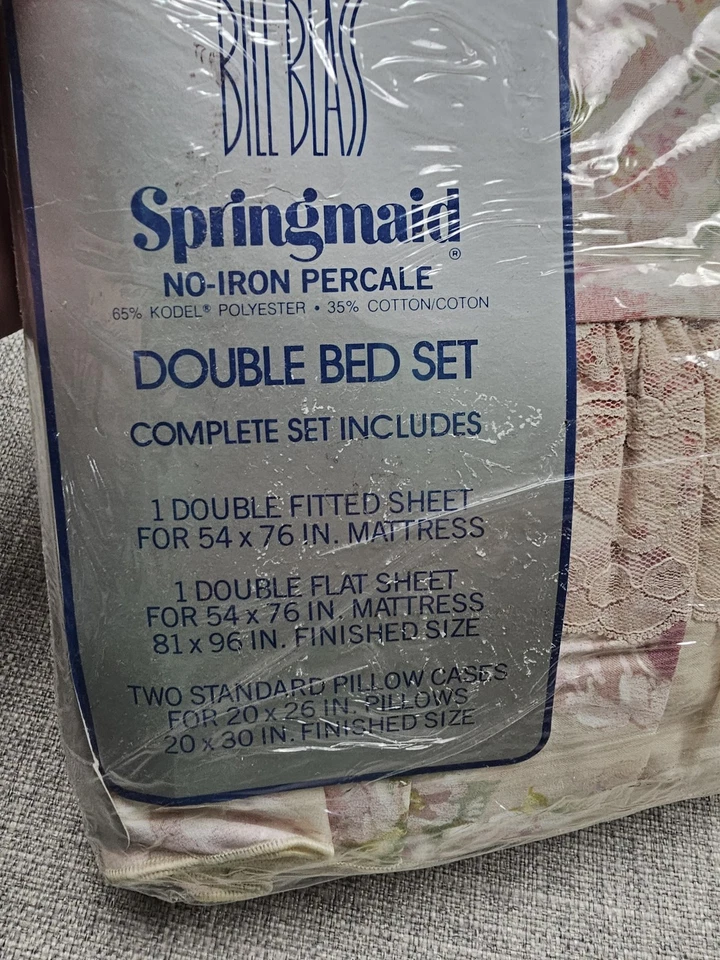 BILL BLASS
Springmaid®
NO-IRON PERCALE
65% KODEL® POLYESTER • 35% COTTON/COTON
DOUBLE BED SET
COMPLETE SET INCLUDES
1 DOUBLE FITTED SHEET
FOR 54 x 76 IN. MATTRESS
1 DOUBLE FLAT SHEET
FOR 54 x 76 IN. MATTRESS
81 x 96 IN. FINISHED SIZE
TWO STANDARD PILLOW CASES
FOR 20 x 26 IN. PILLOWS
20 x 30 IN. FINISHED SIZE